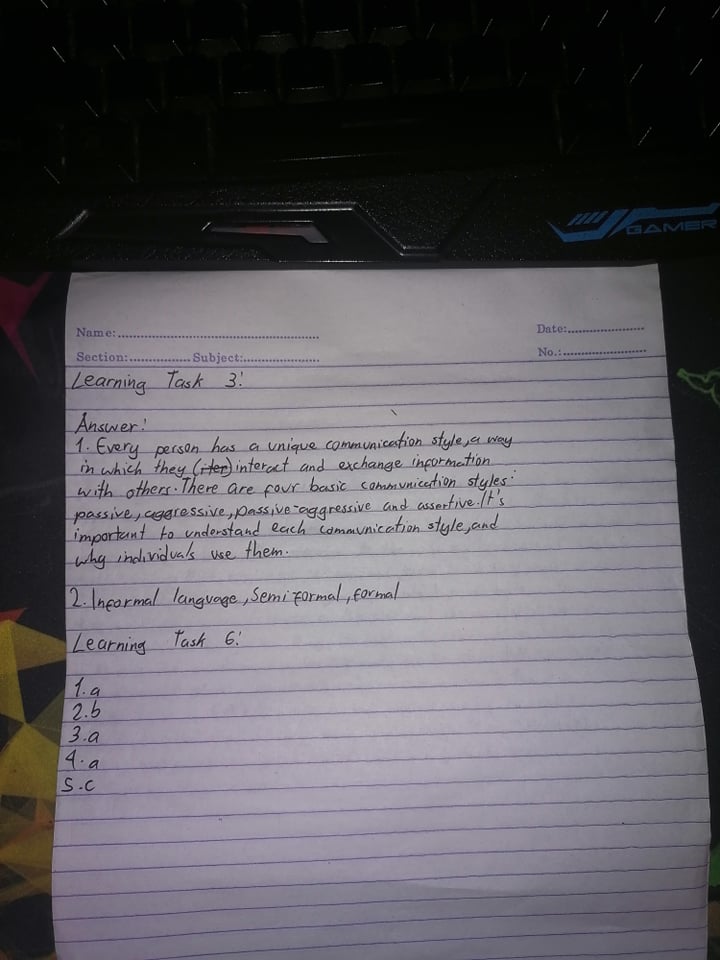 GAMER
Name:
Date:
Section: Subject:
No.:
Learning Task 3:
Answer:
1. Every person has a unique communication style, a way
in which they (iter) interact and exchange information
with others. There are four basic communication styles:
passive, aggressive, passive-aggressive and assertive. It's
important to understand each communication style, and
why individuals use them.
2. Informal language, Semi formal, formal
Learning Task 6:
1. a
2. b
3. a
4. a
5. c